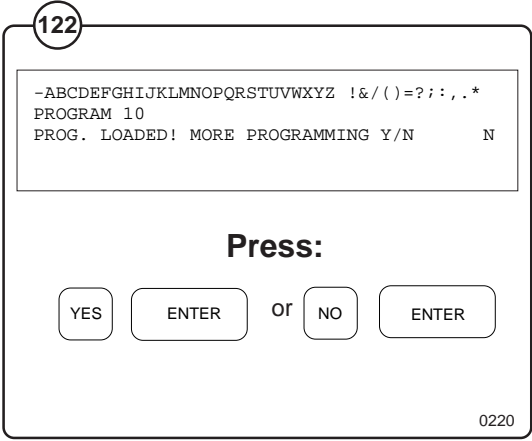 122
-ABCDEFGHIJKLMNOPQRSTUVWXYZ !&/()=?;:,.*
PROGRAM 10
PROG. LOADED! MORE PROGRAMMING Y/N N
Press:
YES ENTER or NO ENTER
0220